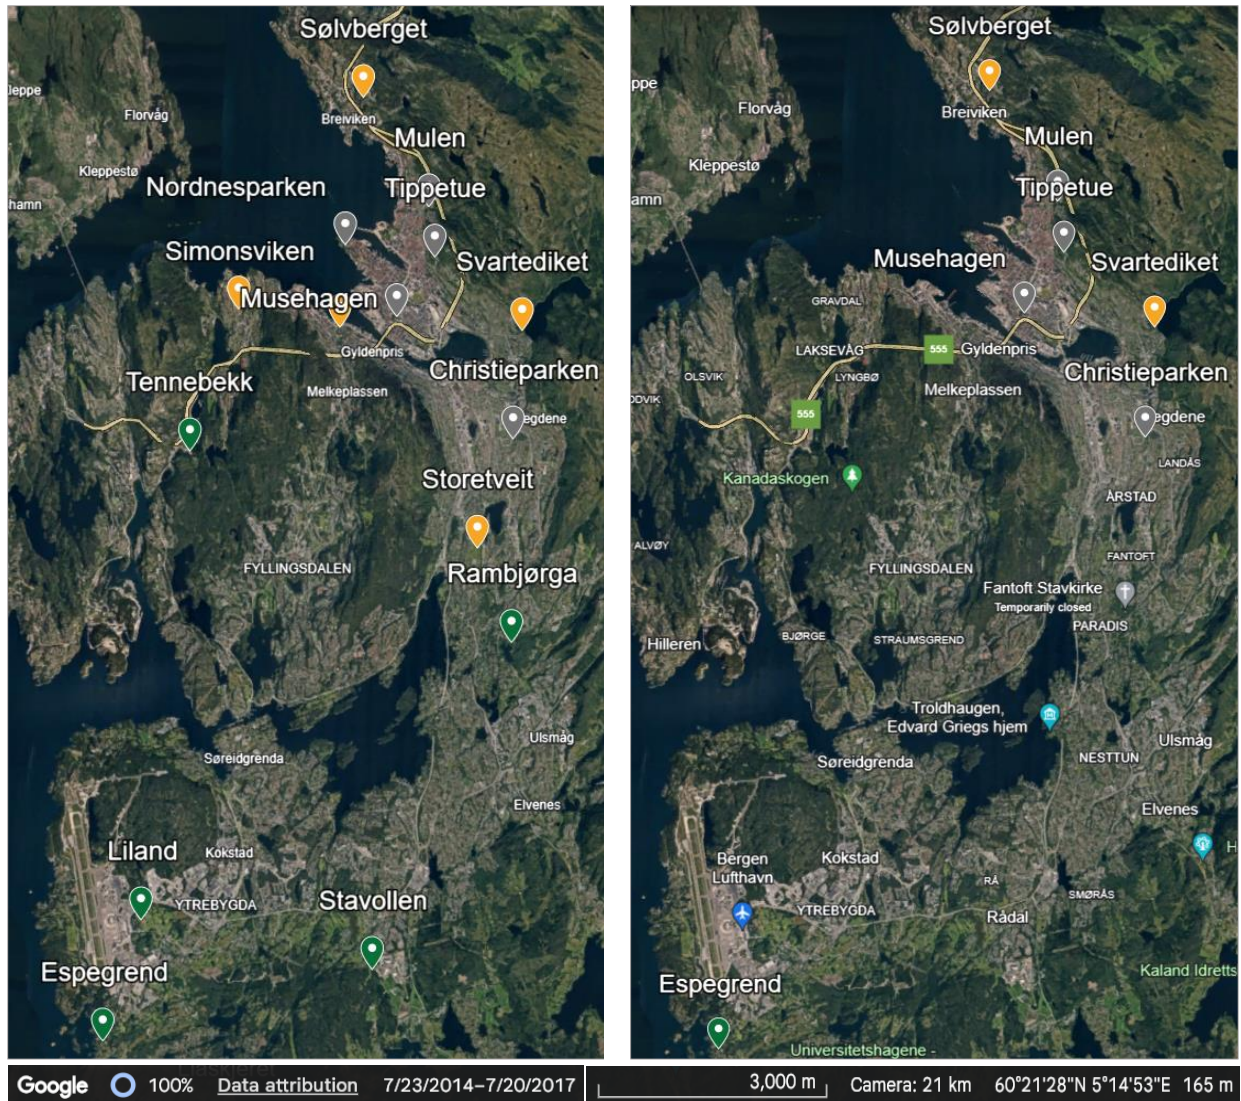 Sølvberget
Florvåg
Breiviken
Mulen
Kleppestø
Nordnesparken
Tippetue
hamn
Simonsviken
Svartediket
Musehagen
Gyldenpris
Christieparken
Tennebekk
Melkeplassen
egdene
Storetveit
FYLLINGSDALEN
Rambjørga
Ulsmåg
Søreidgrenda
Elvenes
Liland
Kokstad
Stavollen
YTREBYGDA
Espegrend
Sølvberget
ppe
Florvåg
Breiviken
Mulen
Kleppestø
Tippetue
amn
Musehagen
Svartediket
GRAVDAL
LAKSEVÅG
555
Gyldenpris
Christieparken
OLSVIK
LYNGBØ
Melkeplassen
DDVIK
555
egdene
Kanadaskogen
LANDÅS
ÅRSTAD
ALVØY
FANTOFT
FYLLINGSDALEN
Fantoft Stavkirke
Temporarily closed
PARADIS
BJØRGE
STRAUMSGREND
Hilleren
Troldhaugen,
Edvard Griegs hjem
Ulsmåg
NESTTUN
Søreidgrenda
Elvenes
H
Bergen
Lufthavn
Kokstad
RÅ
SMØRÅS
YTREBYGDA
Rådal
Kaland Idretts
Espegrend
Universitetshagene -
Google 100% Data attribution 7/23/2014–7/20/2017 3,000 m Camera: 21 km 60°21'28"N 5°14'53"E 165 m